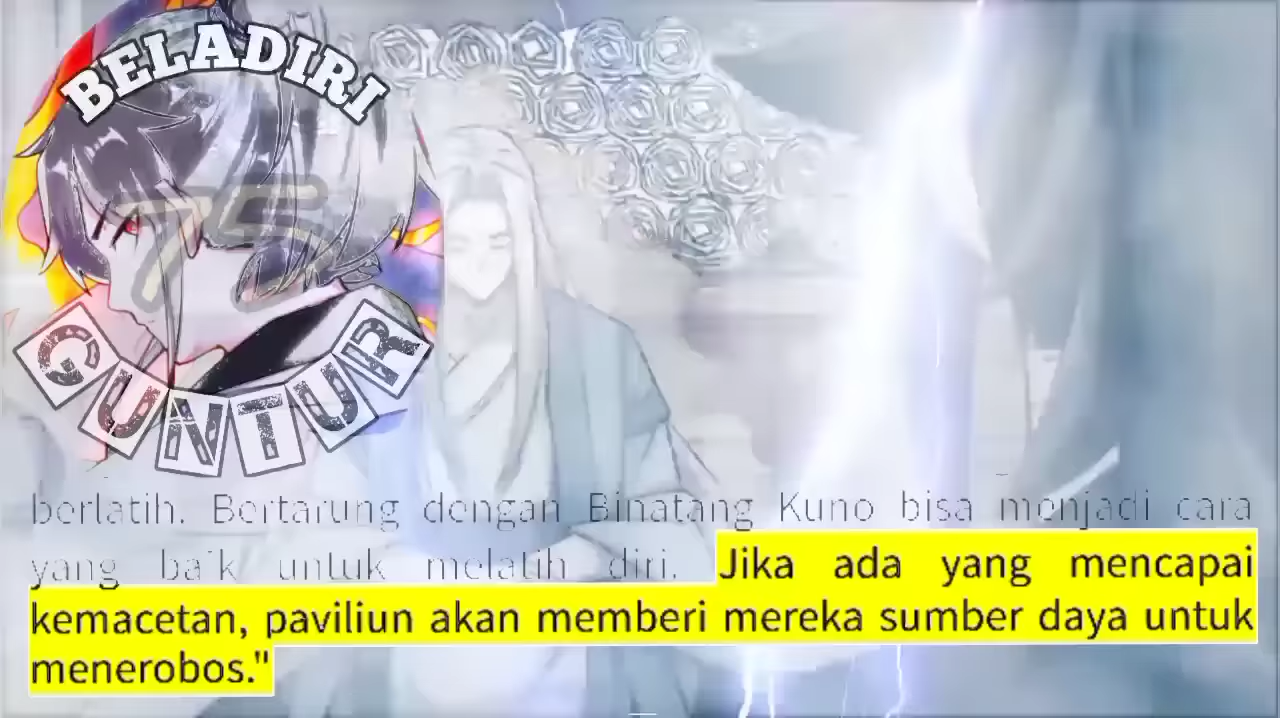 BELADIRI
75
GUNTUR
berlatih. Bertarung dengan Binatang Kuno bisa menjadi cara
yang baik untuk melatih diri. Jika ada yang mencapai
kemacetan, paviliun akan memberi mereka sumber daya untuk
menerobos."